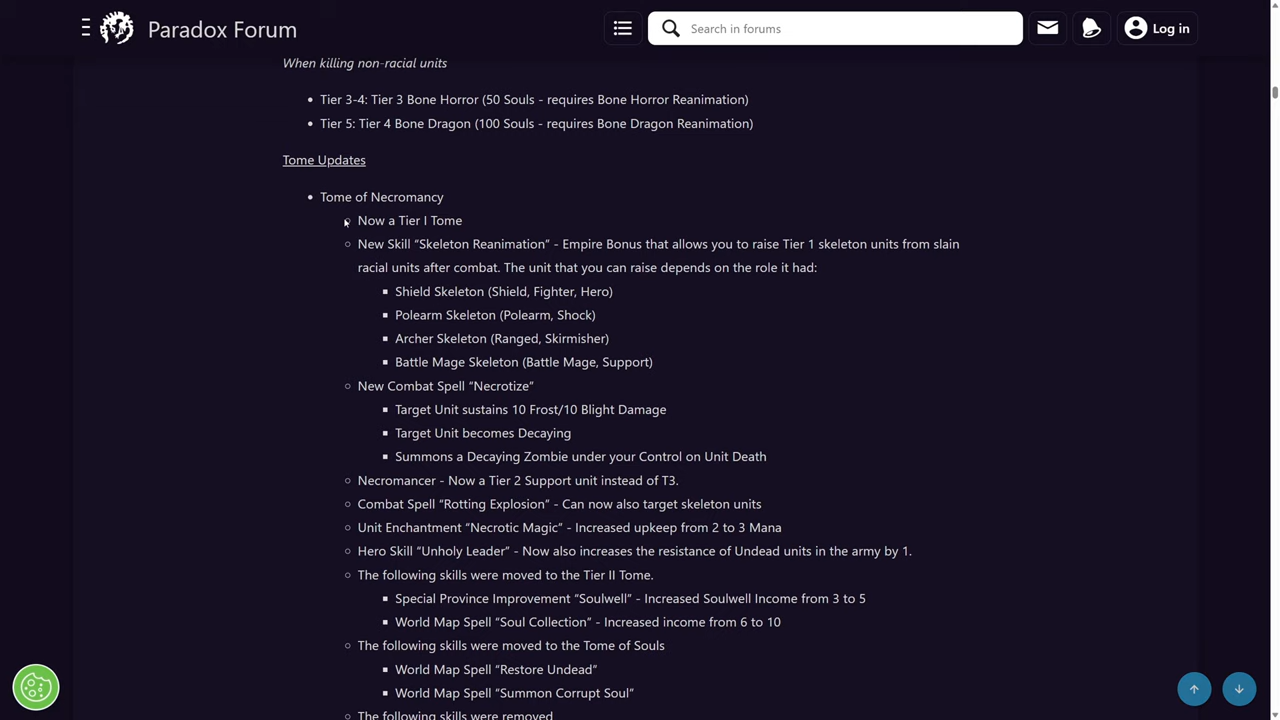 Paradox Forum
Search in forums
Log in
When killing non-racial units
Tier 3-4: Tier 3 Bone Horror (50 Souls - requires Bone Horror Reanimation)
Tier 5: Tier 4 Bone Dragon (100 Souls - requires Bone Dragon Reanimation)
Tome Updates
Tome of Necromancy
Now a Tier I Tome
New Skill “Skeleton Reanimation” - Empire Bonus that allows you to raise Tier 1 skeleton units from slain
racial units after combat. The unit that you can raise depends on the role it had:
Shield Skeleton (Shield, Fighter, Hero)
Polearm Skeleton (Polearm, Shock)
Archer Skeleton (Ranged, Skirmisher)
Battle Mage Skeleton (Battle Mage, Support)
New Combat Spell “Necrotize”
Target Unit sustains 10 Frost/10 Blight Damage
Target Unit becomes Decaying
Summons a Decaying Zombie under your Control on Unit Death
Necromancer - Now a Tier 2 Support unit instead of T3.
Combat Spell “Rotting Explosion” - Can now also target skeleton units
Unit Enchantment “Necrotic Magic” - Increased upkeep from 2 to 3 Mana
Hero Skill “Unholy Leader” - Now also increases the resistance of Undead units in the army by 1.
The following skills were moved to the Tier II Tome.
Special Province Improvement “Soulwell” - Increased Soulwell Income from 3 to 5
World Map Spell “Soul Collection” - Increased income from 6 to 10
The following skills were moved to the Tome of Souls
World Map Spell “Restore Undead”
World Map Spell “Summon Corrupt Soul”
The following skills were removed